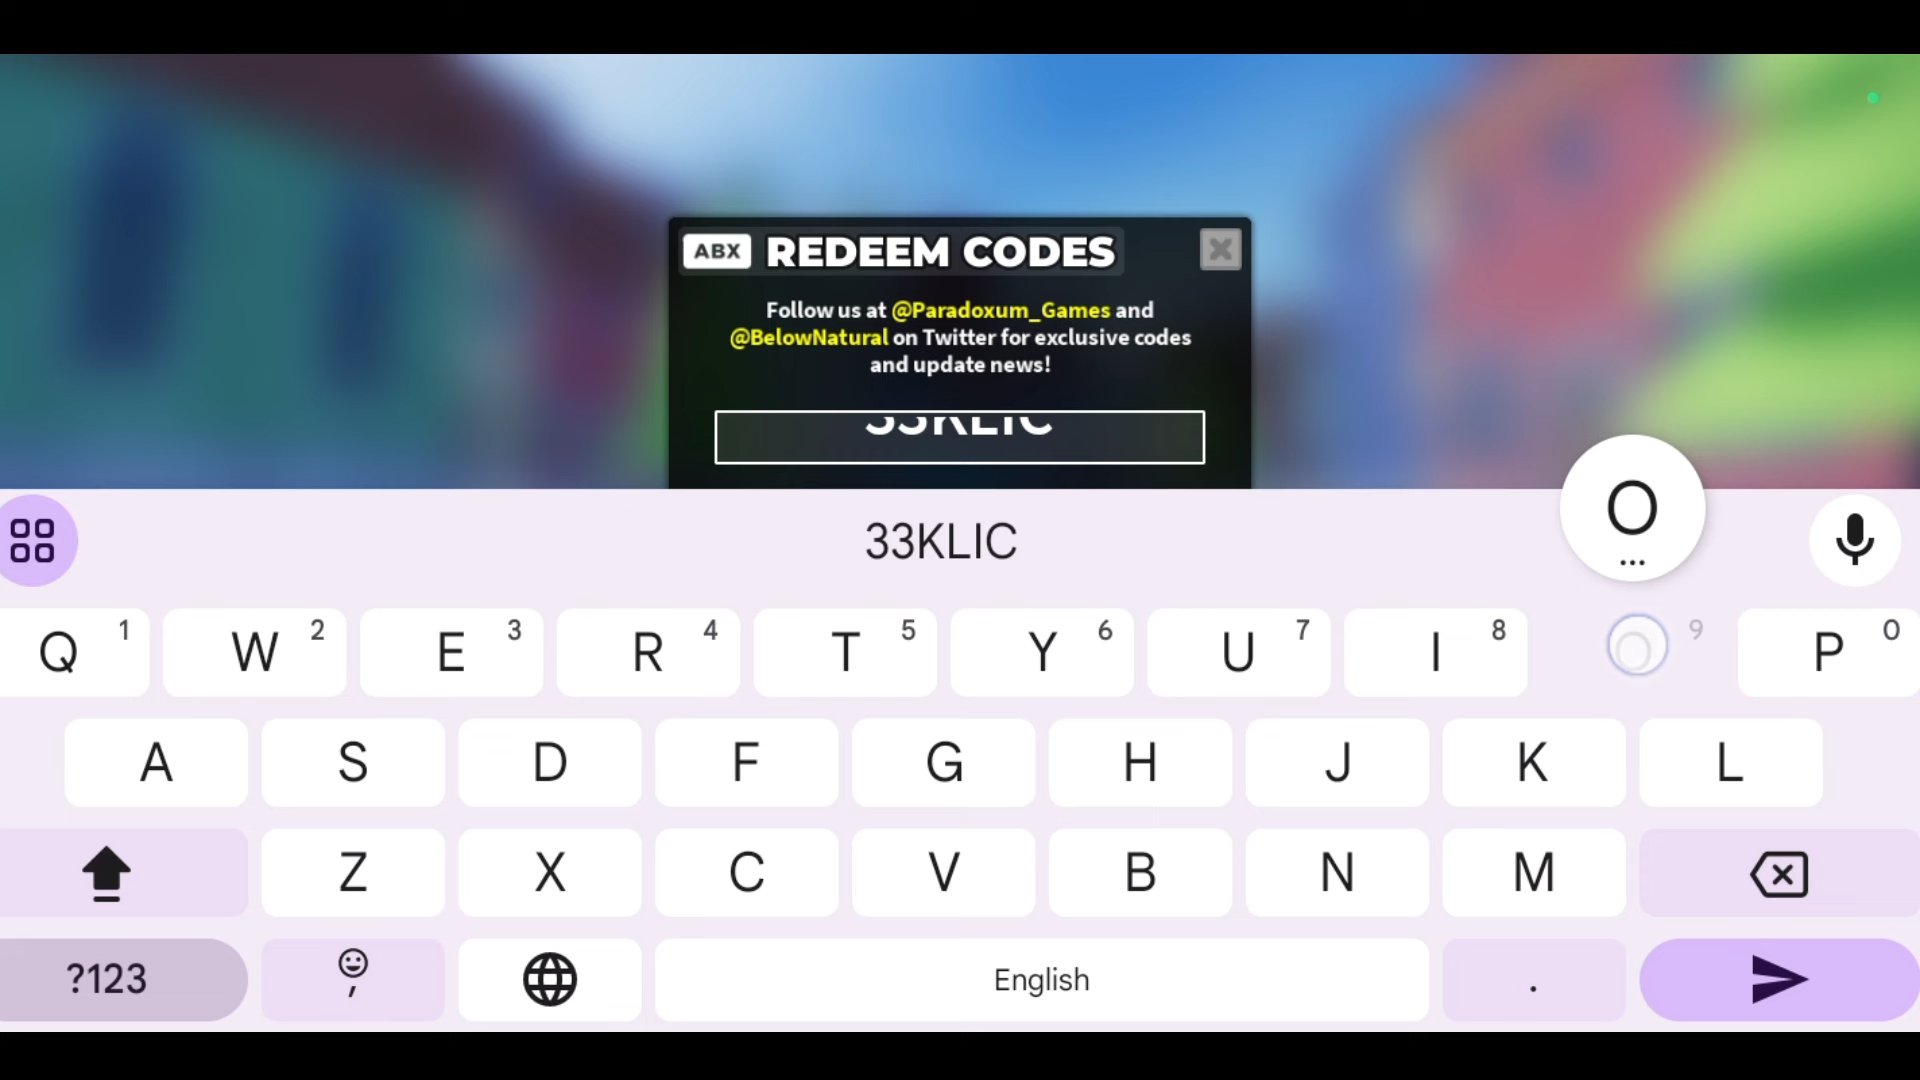 ABX REDEEM CODES
Follow us at @Paradoxum_Games and
@BelowNatural on Twitter for exclusive codes
and update news!
33KLIC
33KLIC
O
...
Q 1 W 2 E 3 R 4 T 5 Y 6 U 7 I 8 O 9 P 0
A S D F G H J K L
Z X C V B N M
?123 , English .